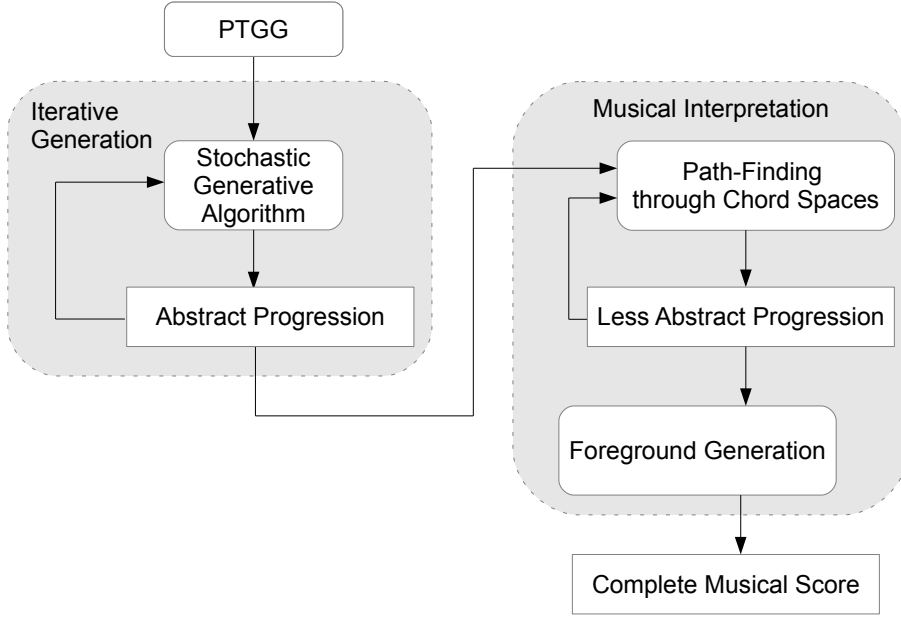 PTGG
Iterative
Generation
Stochastic
Generative
Algorithm
Abstract Progression
Musical Interpretation
Path-Finding
through Chord Spaces
Less Abstract Progression
Foreground Generation
Complete Musical Score